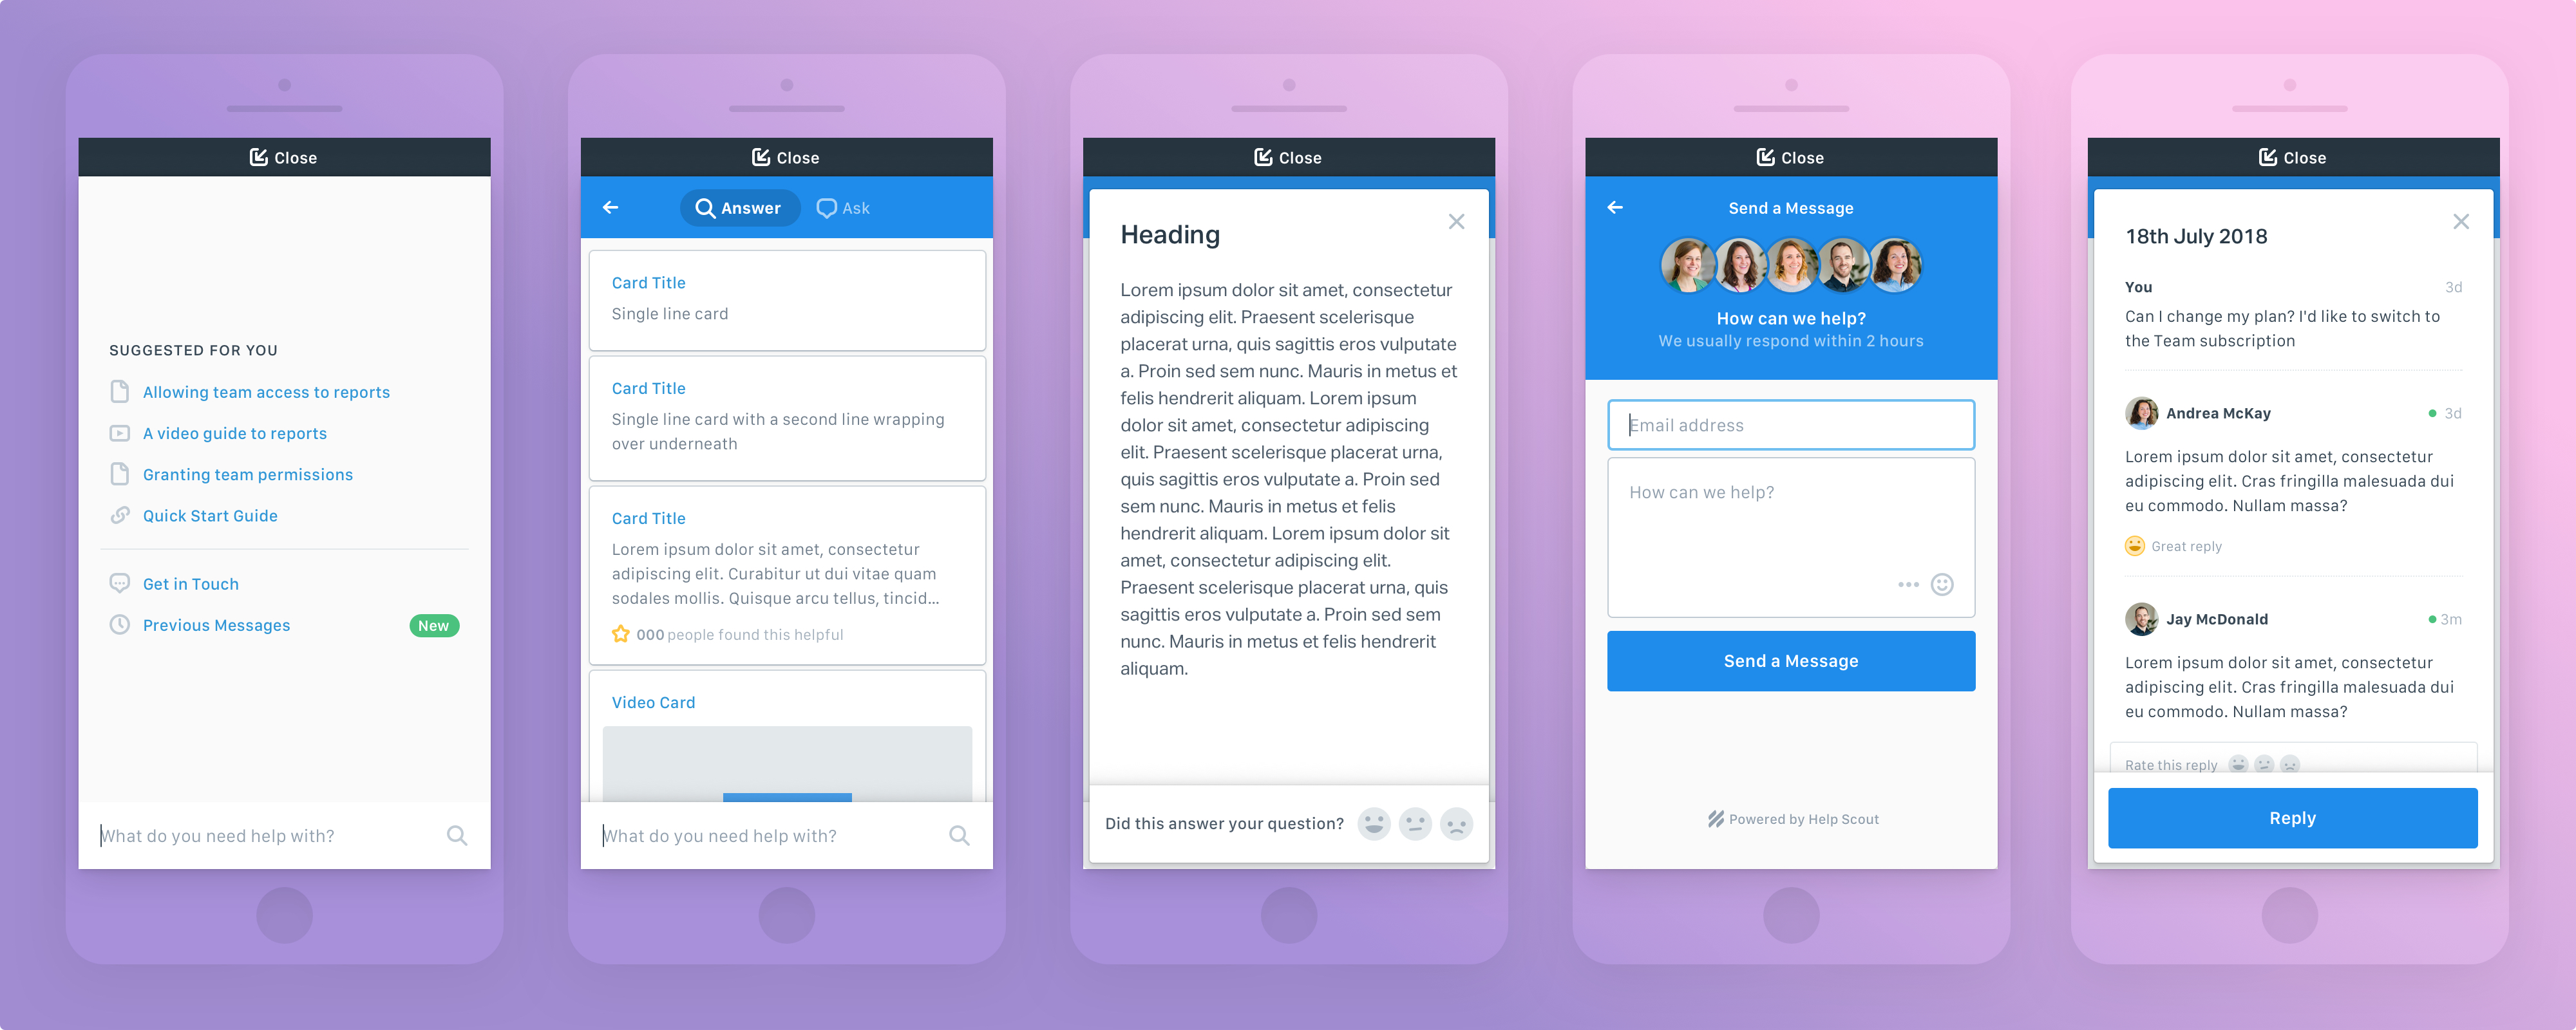 Close
SUGGESTED FOR YOU
Allowing team access to reports
A video guide to reports
Granting team permissions
Quick Start Guide
Get in Touch
Previous Messages New
What do you need help with?
Close
Answer Ask
Card Title
Single line card
Card Title
Single line card with a second line wrapping
over underneath
Card Title
Lorem ipsum dolor sit amet, consectetur
adipiscing elit. Curabitur ut dui vitae quam
sodales mollis. Quisque arcu tellus, tincid...
000 people found this helpful
Video Card
What do you need help with?
Close
Heading
Lorem ipsum dolor sit amet, consectetur
adipiscing elit. Praesent scelerisque
placerat urna, quis sagittis eros vulputate
a. Proin sed sem nunc. Mauris in metus et
felis hendrerit aliquam. Lorem ipsum
dolor sit amet, consectetur adipiscing
elit. Praesent scelerisque placerat urna,
quis sagittis eros vulputate a. Proin sed
sem nunc. Mauris in metus et felis
hendrerit aliquam. Lorem ipsum dolor sit
amet, consectetur adipiscing elit.
Praesent scelerisque placerat urna, quis
sagittis eros vulputate a. Proin sed sem
nunc. Mauris in metus et felis hendrerit
aliquam.
Did this answer your question?
Close
Send a Message
How can we help?
We usually respond within 2 hours
Email address
How can we help?
Send a Message
Powered by Help Scout
Close
18th July 2018
You 3d
Can I change my plan? I'd like to switch to
the Team subscription
Andrea McKay 3d
Lorem ipsum dolor sit amet, consectetur
adipiscing elit. Cras fringilla malesuada dui
eu commodo. Nullam massa?
Great reply
Jay McDonald 3m
Lorem ipsum dolor sit amet, consectetur
adipiscing elit. Cras fringilla malesuada dui
eu commodo. Nullam massa?
Rate this reply
Reply